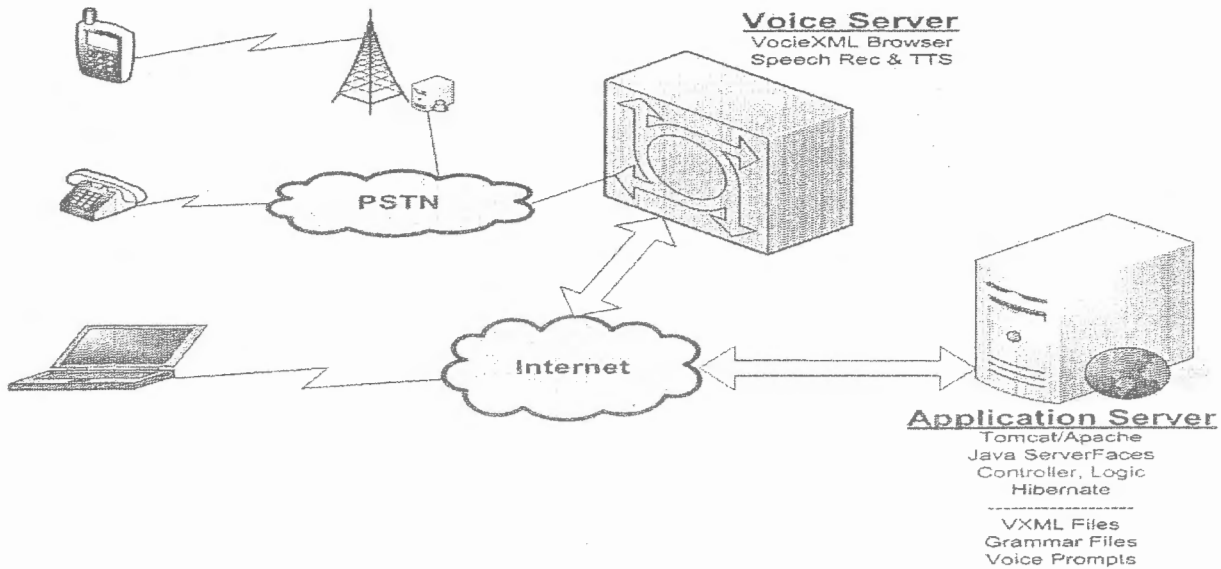 Voice Server
VocieXML Browser
Speech Rec & TTS
PSTN
Internet
Application Server
Tomcat/Apache
Java ServerFaces
Controller, Logic
Hibernate
------------------
VXML Files
Grammar Files
Voice Prompts